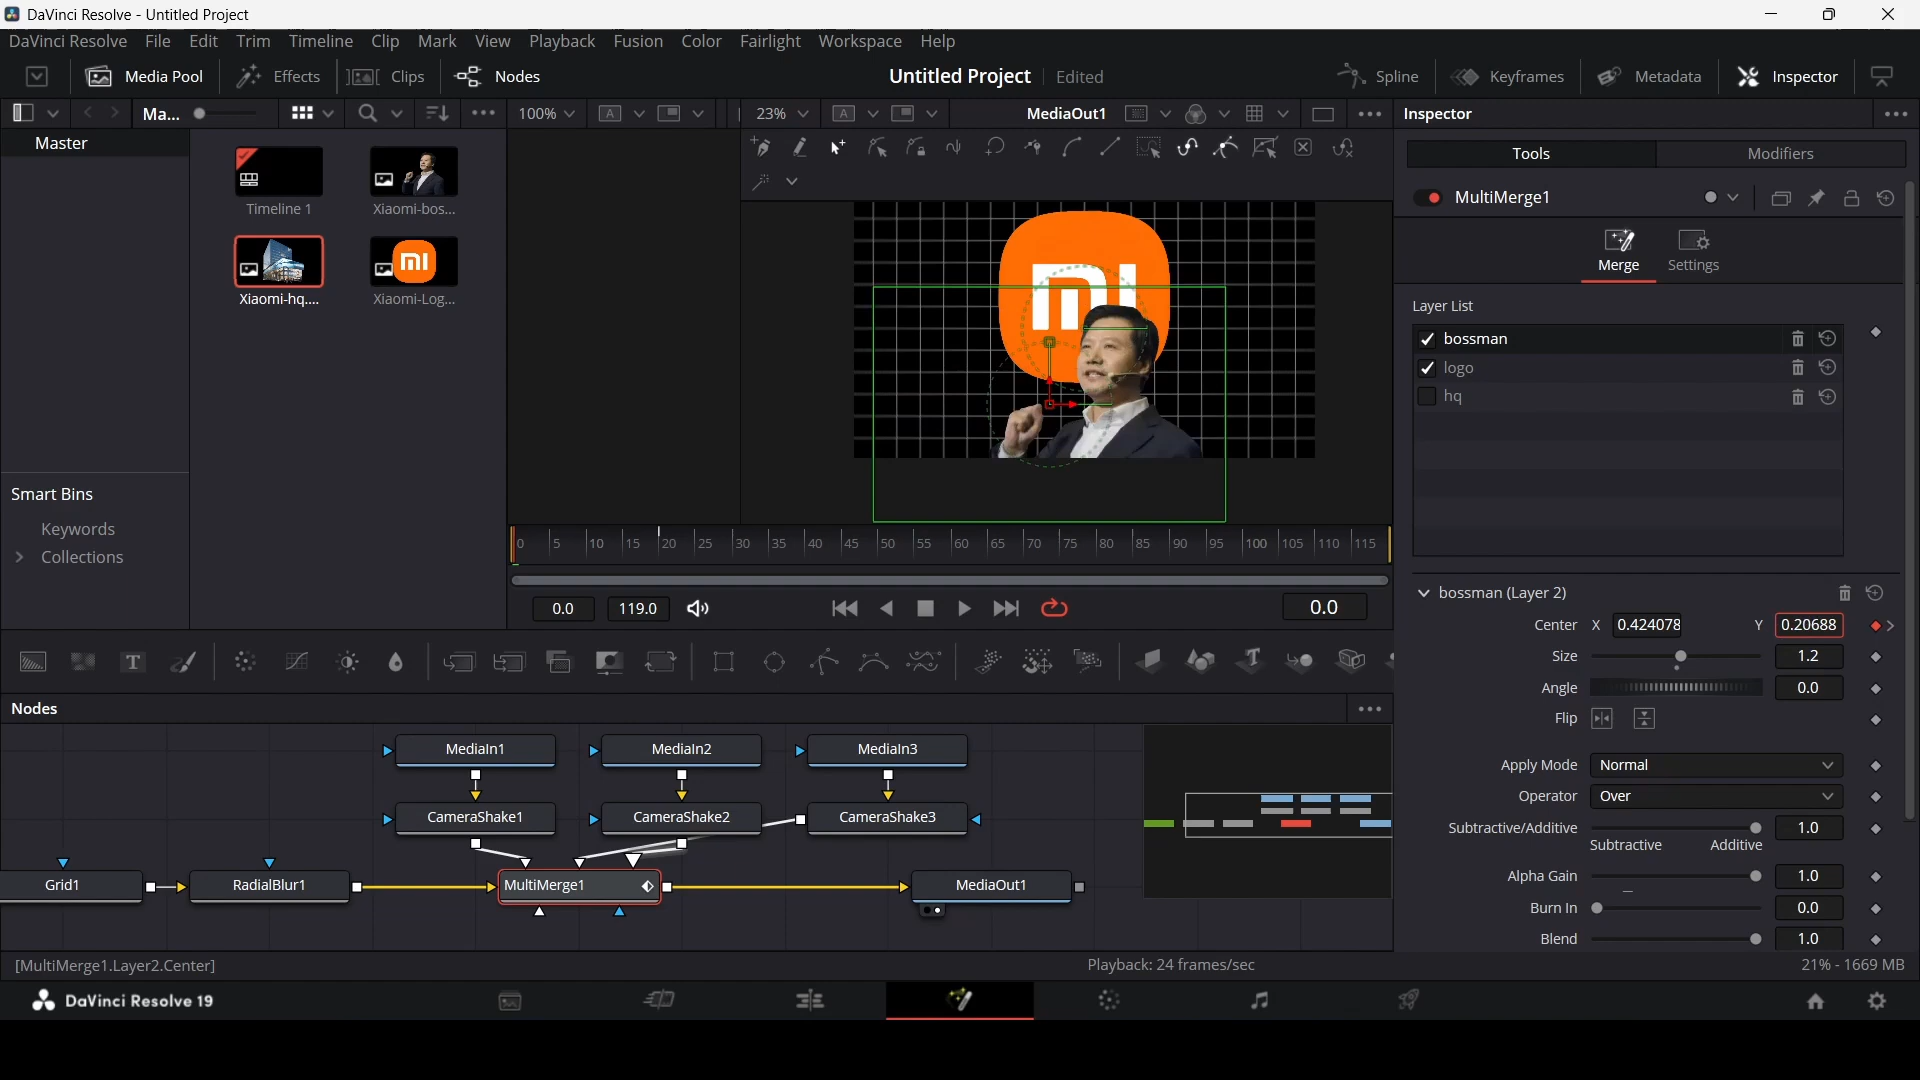 DaVinci Resolve - Untitled Project
DaVinci Resolve File Edit Trim Timeline Clip Mark View Playback Fusion Color Fairlight Workspace Help
Media Pool Effects Clips Nodes Untitled Project Edited Spline Keyframes Metadata Inspector
Ma... 100% A 23% A MediaOut1 Inspector
Master
Timeline 1 Xiaomi-bos...
Xiaomi-hq.... Xiaomi-Log...
mi
mi
Smart Bins
Keywords
Collections
0 5 10 15 20 25 30 35 40 45 50 55 60 65 70 75 80 85 90 95 100 105 110 115
0.0 119.0 0.0
Tools Modifiers
MultiMerge1
Merge Settings
Layer List
bossman
logo
hq
bossman (Layer 2)
Center X 0.424078 Y 0.20688
Size 1.2
Angle 0.0
Flip
Apply Mode Normal
Operator Over
Subtractive/Additive 1.0
Subtractive Additive
Alpha Gain 1.0
Burn In 0.0
Blend 1.0
T T
Nodes
MediaIn1 MediaIn2 MediaIn3
CameraShake1 CameraShake2 CameraShake3
Grid1 RadialBlur1 MultiMerge1 MediaOut1
[MultiMerge1.Layer2.Center] Playback: 24 frames/sec 21% - 1669 MB
DaVinci Resolve 19